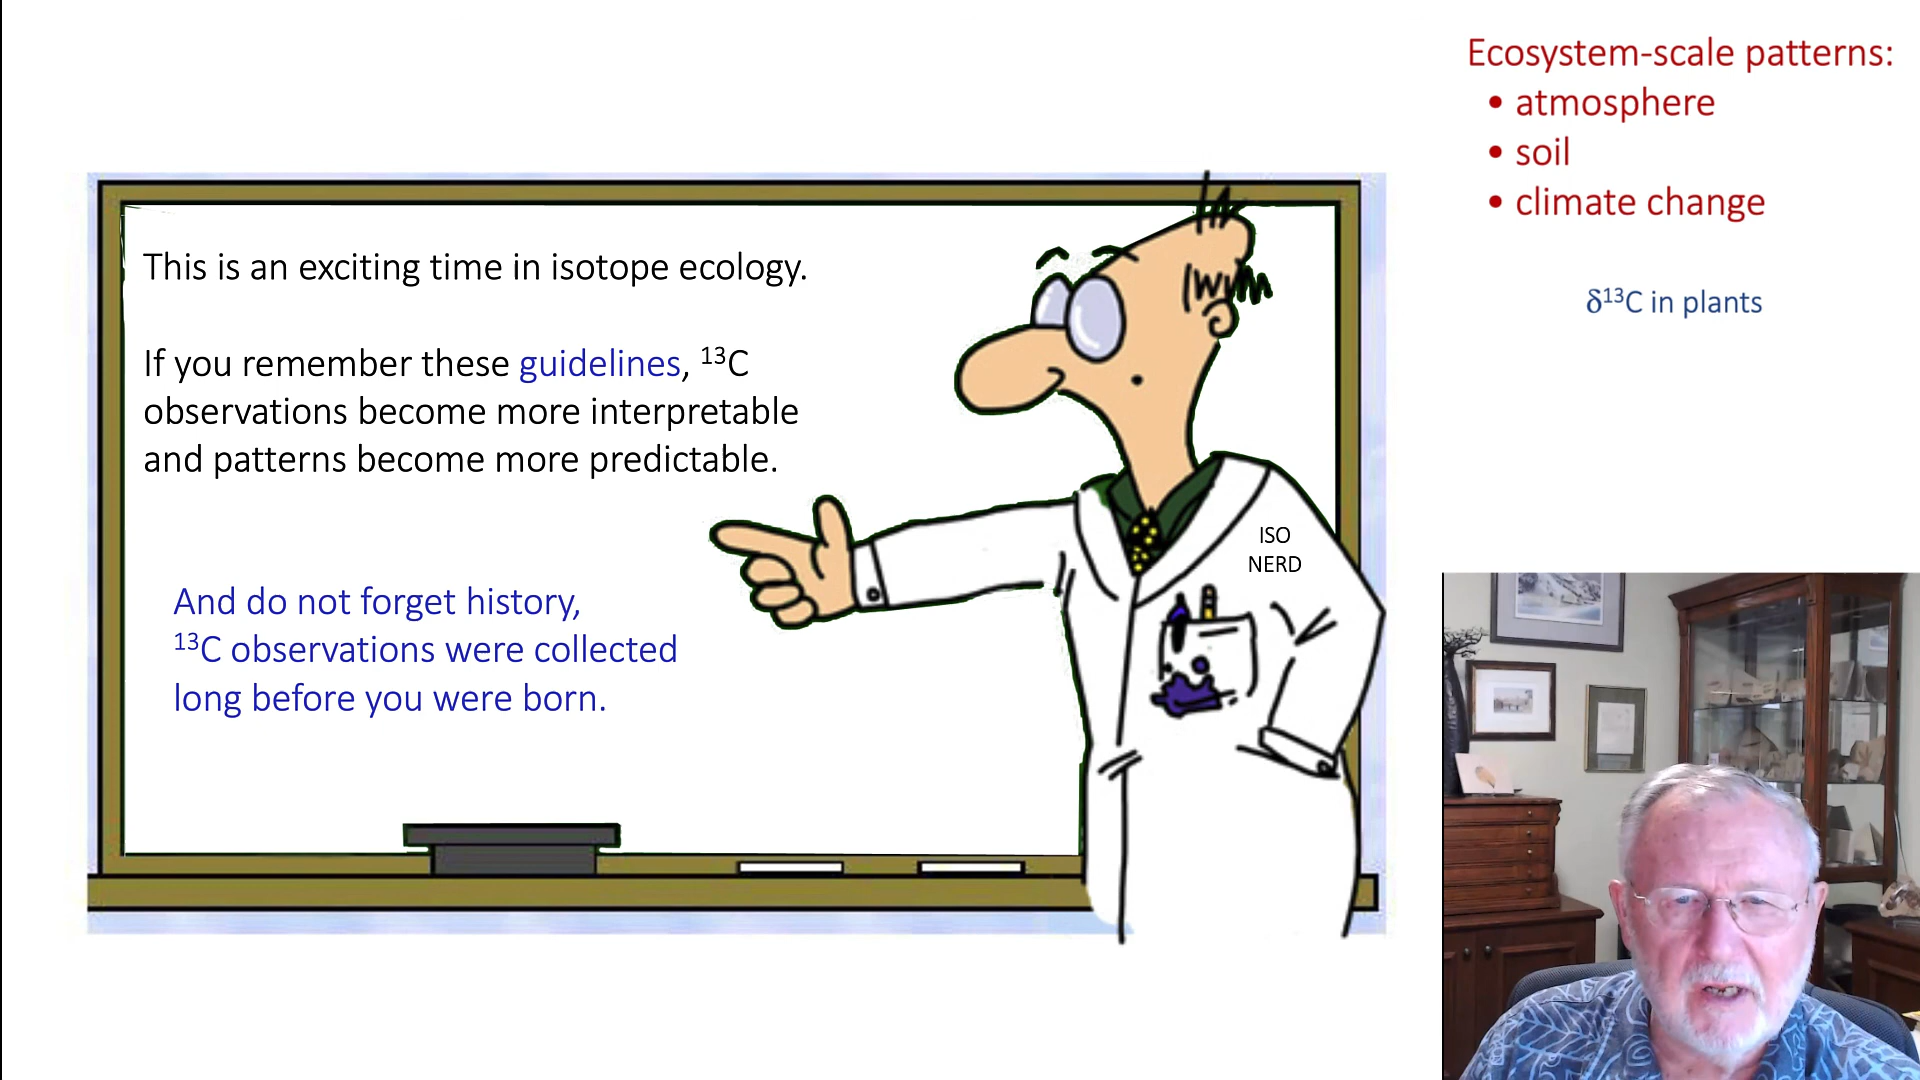 Ecosystem-scale patterns:
• atmosphere
• soil
• climate change
δ¹³C in plants
This is an exciting time in isotope ecology.
If you remember these guidelines, ¹³C
observations become more interpretable
and patterns become more predictable.
And do not forget history,
¹³C observations were collected
long before you were born.
ISO
NERD